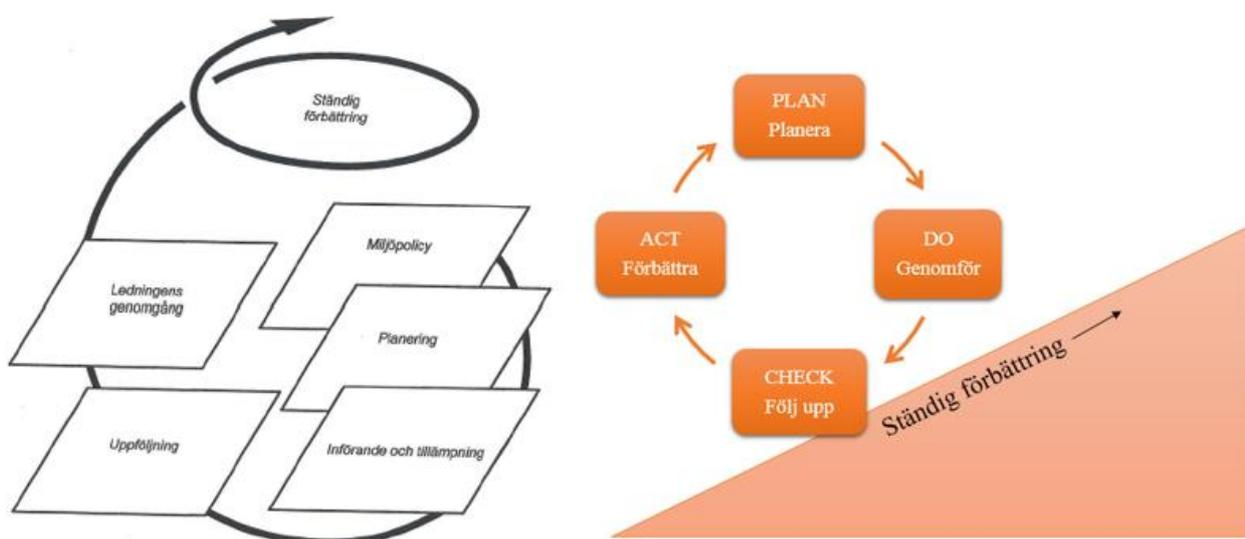 Ständig
förbättring
Miljöpolicy
Ledningens
genomgång
Planering
Uppföljning
Införande och tillämpning
PLAN
Planera
ACT
Förbättra
DO
Genomför
CHECK
Följ upp
Ständig förbättring